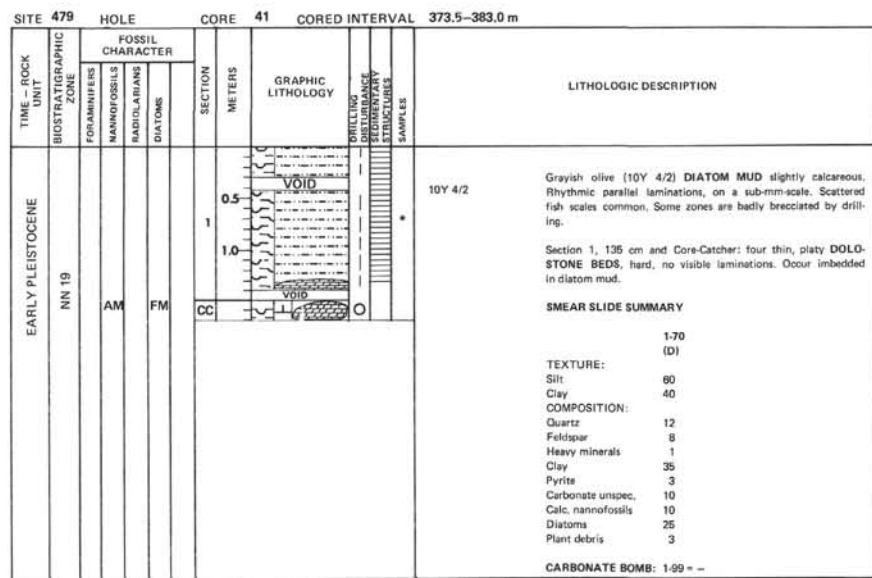 SITE 479 HOLE CORE 41 CORED INTERVAL 373.5–383.0 m
TIME – ROCK UNIT
BIOSTRATIGRAPHIC ZONE
FOSSIL CHARACTER
FORAMINIFERS
NANNOFOSSILS
RADIOLARIANS
DIATOMS
SECTION
METERS
GRAPHIC LITHOLOGY
DRILLING DISTURBANCE
SEDIMENTARY STRUCTURES
SAMPLES
LITHOLOGIC DESCRIPTION
EARLY PLEISTOCENE
NN 19
AM
FM
1
CC
0.5
1.0
VOID
VOID
*
10Y 4/2
Grayish olive (10Y 4/2) DIATOM MUD slightly calcareous.
Rhythmic parallel laminations, on a sub-mm-scale. Scattered
fish scales common. Some zones are badly brecciated by drill-
ing.
Section 1, 135 cm and Core-Catcher: four thin, platy DOLO-
STONE BEDS, hard, no visible laminations. Occur imbedded
in diatom mud.
SMEAR SLIDE SUMMARY
1-70
(D)
TEXTURE:
Silt 60
Clay 40
COMPOSITION:
Quartz 12
Feldspar 8
Heavy minerals 1
Clay 35
Pyrite 3
Carbonate unspec. 10
Calc. nannofossils 10
Diatoms 25
Plant debris 3
CARBONATE BOMB: 1-99 = –